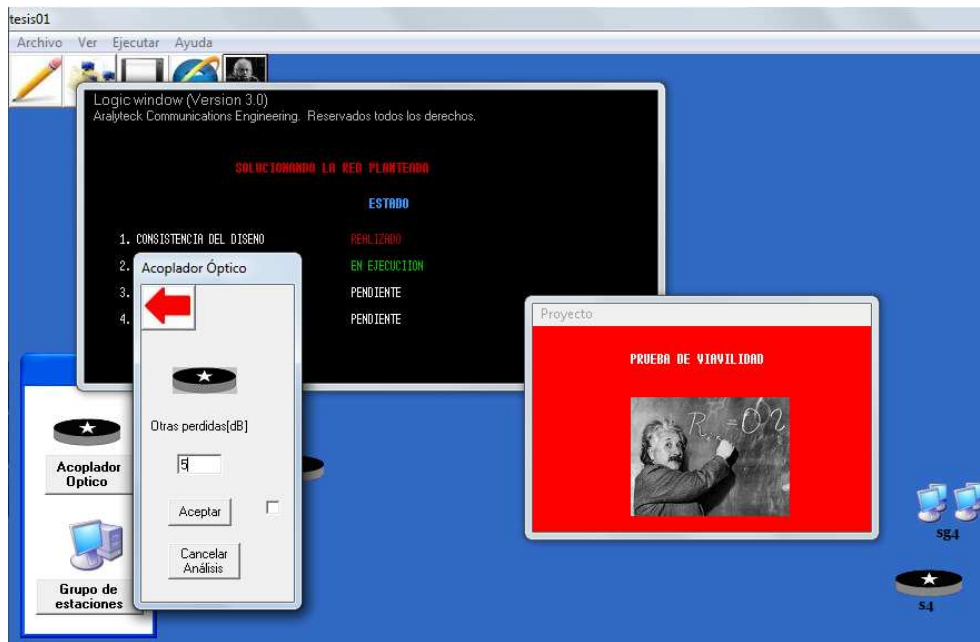 tesis01
Archivo Ver Ejecutar Ayuda
Logic window (Version 3.0)
Aralyteck Communications Engineering. Reservados todos los derechos.
SOLUCIONANDO LA RED PLANTEADA
ESTADO
1. CONSISTENCIA DEL DISENO REALIZADO
2. EN EJECUCTION
3. PENDIENTE
4. PENDIENTE
Acoplador Óptico
Otras perdidas[dB]
5
Aceptar
Cancelar
Análisis
Proyecto
PRUEBA DE VIAVILIDAD
Acoplador
Optico
Grupo de
estaciones
sg4
s4